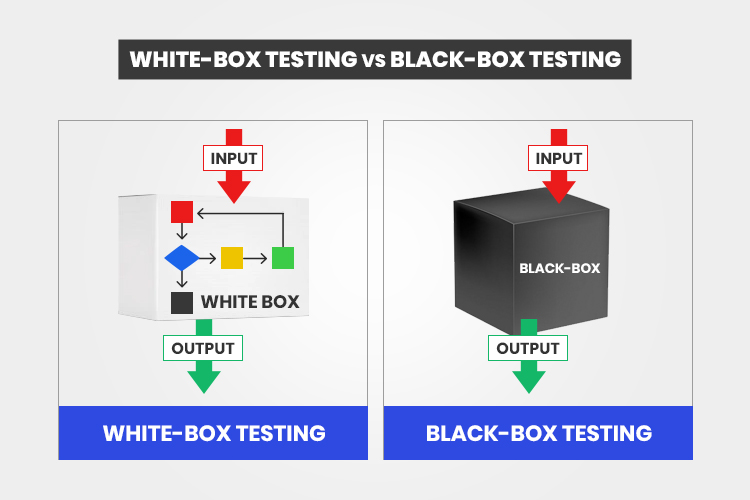 WHITE-BOX TESTING VS BLACK-BOX TESTING
INPUT
WHITE BOX
OUTPUT
WHITE-BOX TESTING
INPUT
BLACK-BOX
OUTPUT
BLACK-BOX TESTING